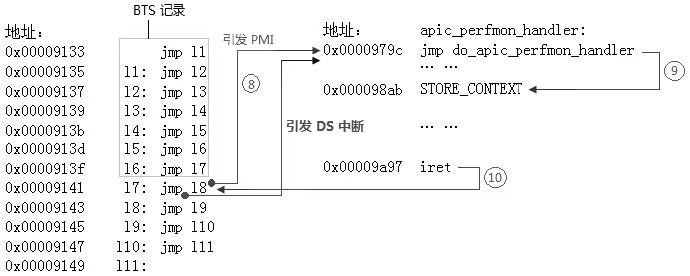 BTS 记录
地址：
0x00009133 jmp l1
0x00009135 l1: jmp l2
0x00009137 l2: jmp l3
0x00009139 l3: jmp l4
0x0000913b l4: jmp l5
0x0000913d l5: jmp l6
0x0000913f l6: jmp l7
0x00009141 l7: jmp l8
0x00009143 l8: jmp l9
0x00009145 l9: jmp l10
0x00009147 l10: jmp l11
0x00009149 l11:
引发 PMI
⑧
引发 DS 中断
地址： apic_perfmon_handler:
0x0000979c jmp do_apic_perfmon_handler
… …
⑨
0x000098ab STORE_CONTEXT
… …
0x00009a97 iret
⑩